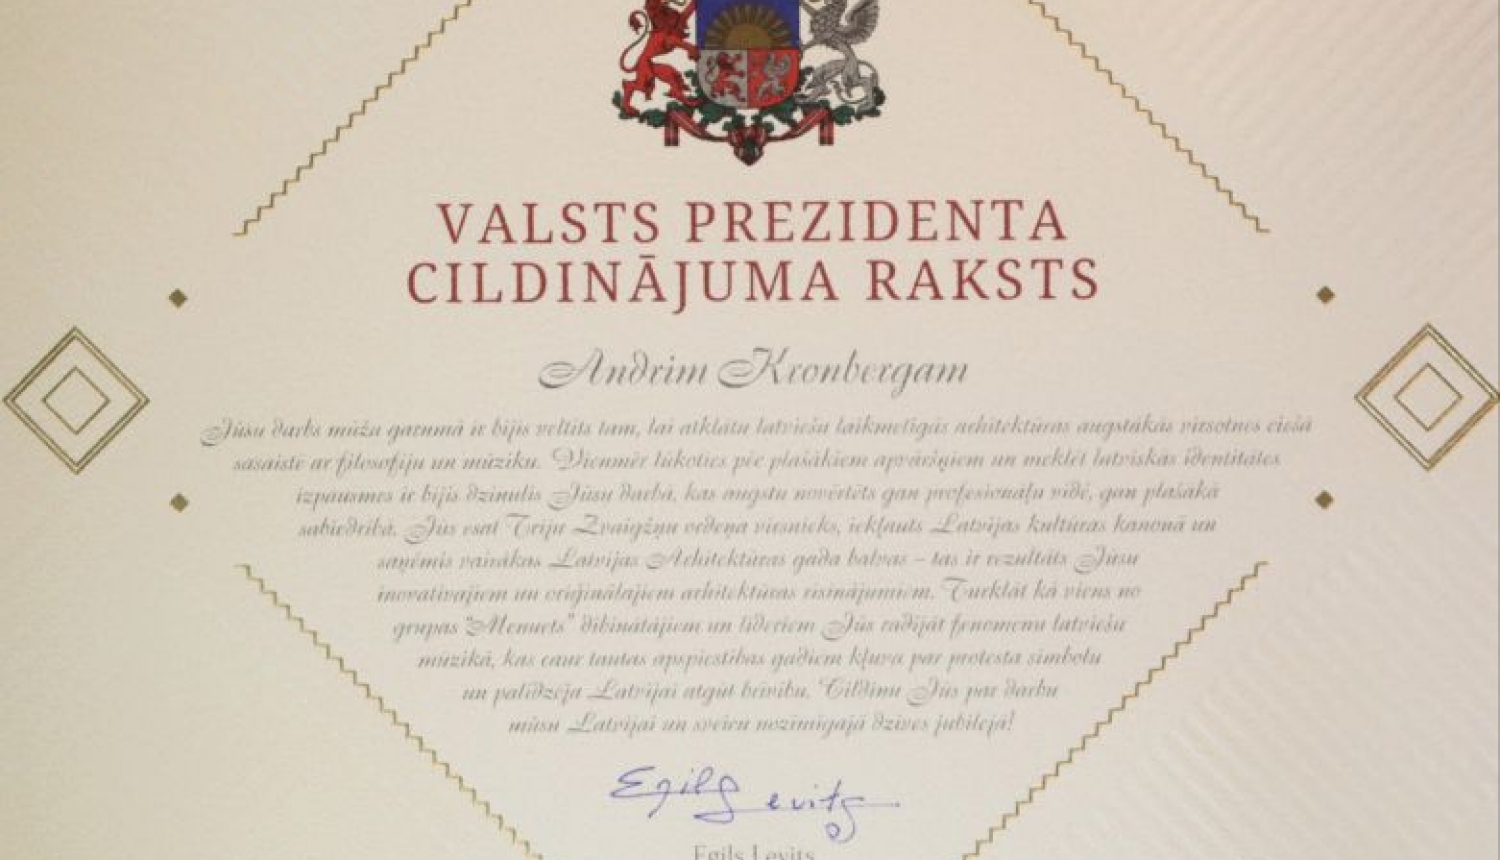 VALSTS PREZIDENTA
CILDINĀJUMA RAKSTS
Andrim Kronbergam
Jūsu darbs mūža garumā ir bijis veltīts tam, lai atklātu latviešu laikmetīgās arhitektūras augstākās virsotnes ciešā
sasaistē ar filosofiju un mūziku. Vienmēr lūkoties pēc plašākiem apvāršņiem un meklēt latviskās identitātes
izpausmes ir bijis dzinulis Jūsu darbā, kas augstu novērtēts gan profesionāļu vidē, gan plašākā
sabiedrībā. Jūs esat Triju Zvaigžņu ordeņa virsnieks, iekļauts Latvijas kultūras kanonā un
saņēmis vairākas Latvijas Arhitektūras gada balvas – tas ir rezultāts Jūsu
inovatīvajiem un oriģinālajiem arhitektūras risinājumiem. Turklāt kā viens no
grupas "Menuets" dibinātājiem un līderiem Jūs radījāt fenomenu latviešu
mūzikā, kas caur tautas apspiestības gadiem kļuva par protesta simbolu
un palīdzēja Latvijai atgūt brīvību. Cildinu Jūs par darbu
mūsu Latvijai un sveicu nozīmīgajā dzīves jubilejā!
Egils Levits
Egils Levits